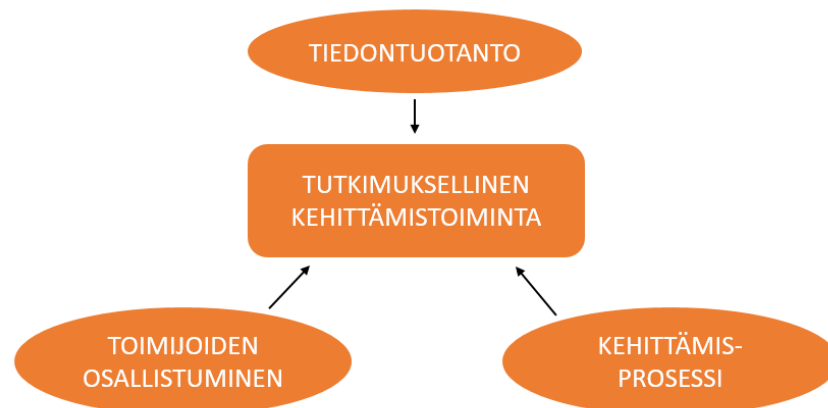 TIEDONTUOTANTO
TUTKIMUKSELLINEN
KEHITTÄMISTOIMINTA
TOIMIJOIDEN
OSALLISTUMINEN
KEHITTÄMIS-
PROSESSI